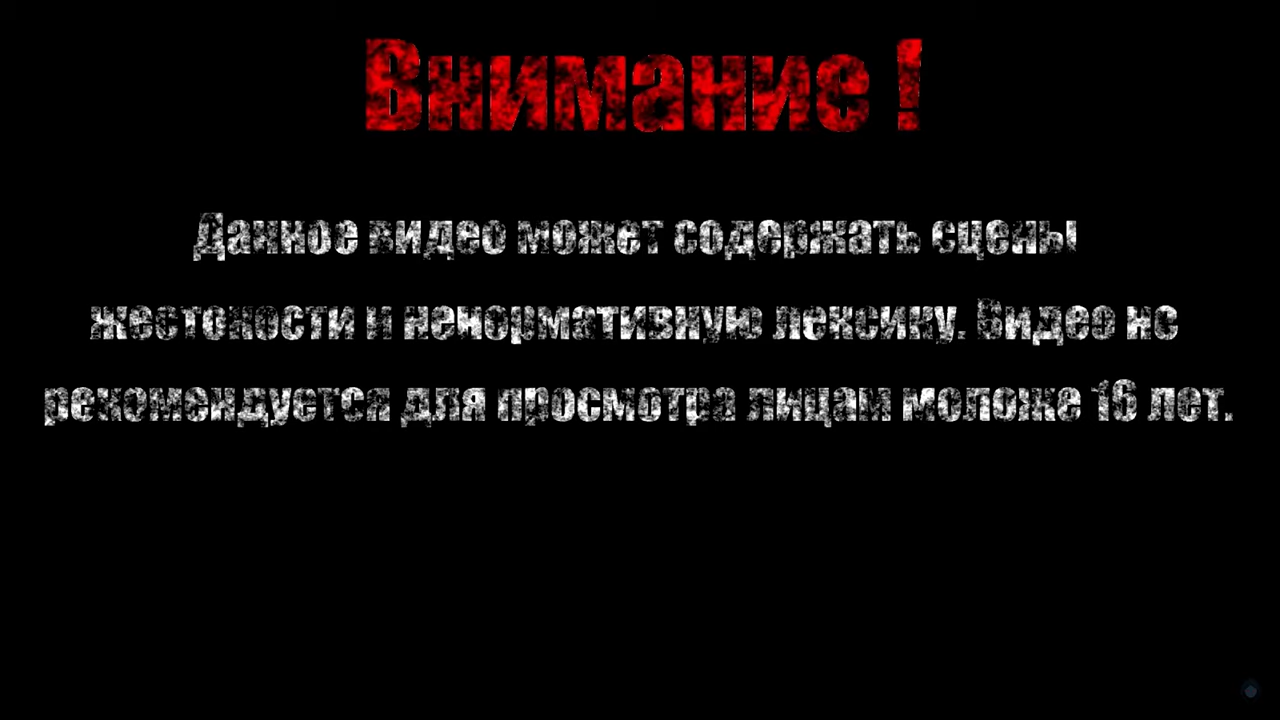 Внимание !
Данное видео может содержать сцены
жестокости и ненормативную лексику. Видео не
рекомендуется для просмотра лицам моложе 16 лет.